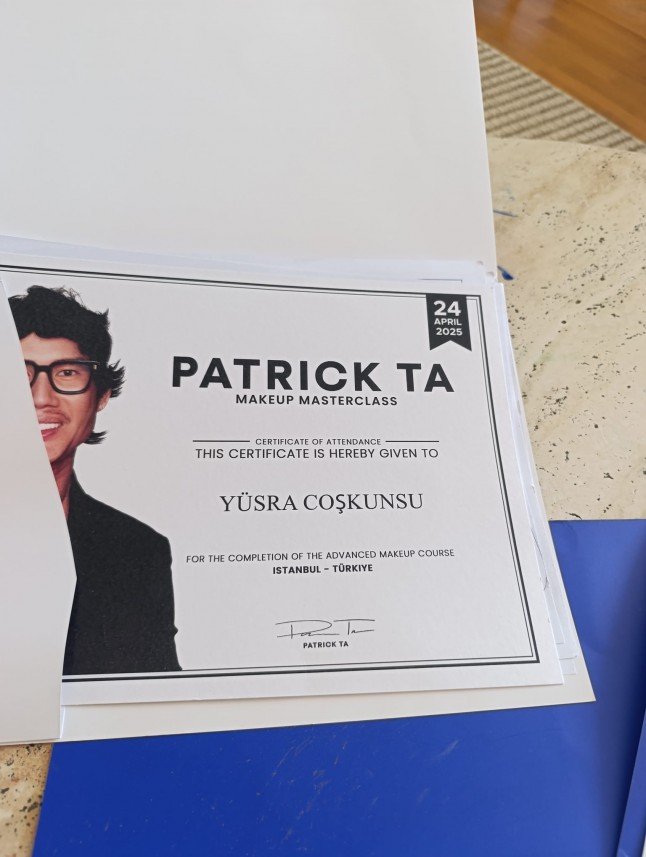 24
APRIL
2025
PATRICK TA
MAKEUP MASTERCLASS
CERTIFICATE OF ATTENDANCE
THIS CERTIFICATE IS HEREBY GIVEN TO
YÜSRA COŞKUNSU
FOR THE COMPLETION OF THE ADVANCED MAKEUP COURSE
ISTANBUL - TÜRKIYE
PATRICK TA